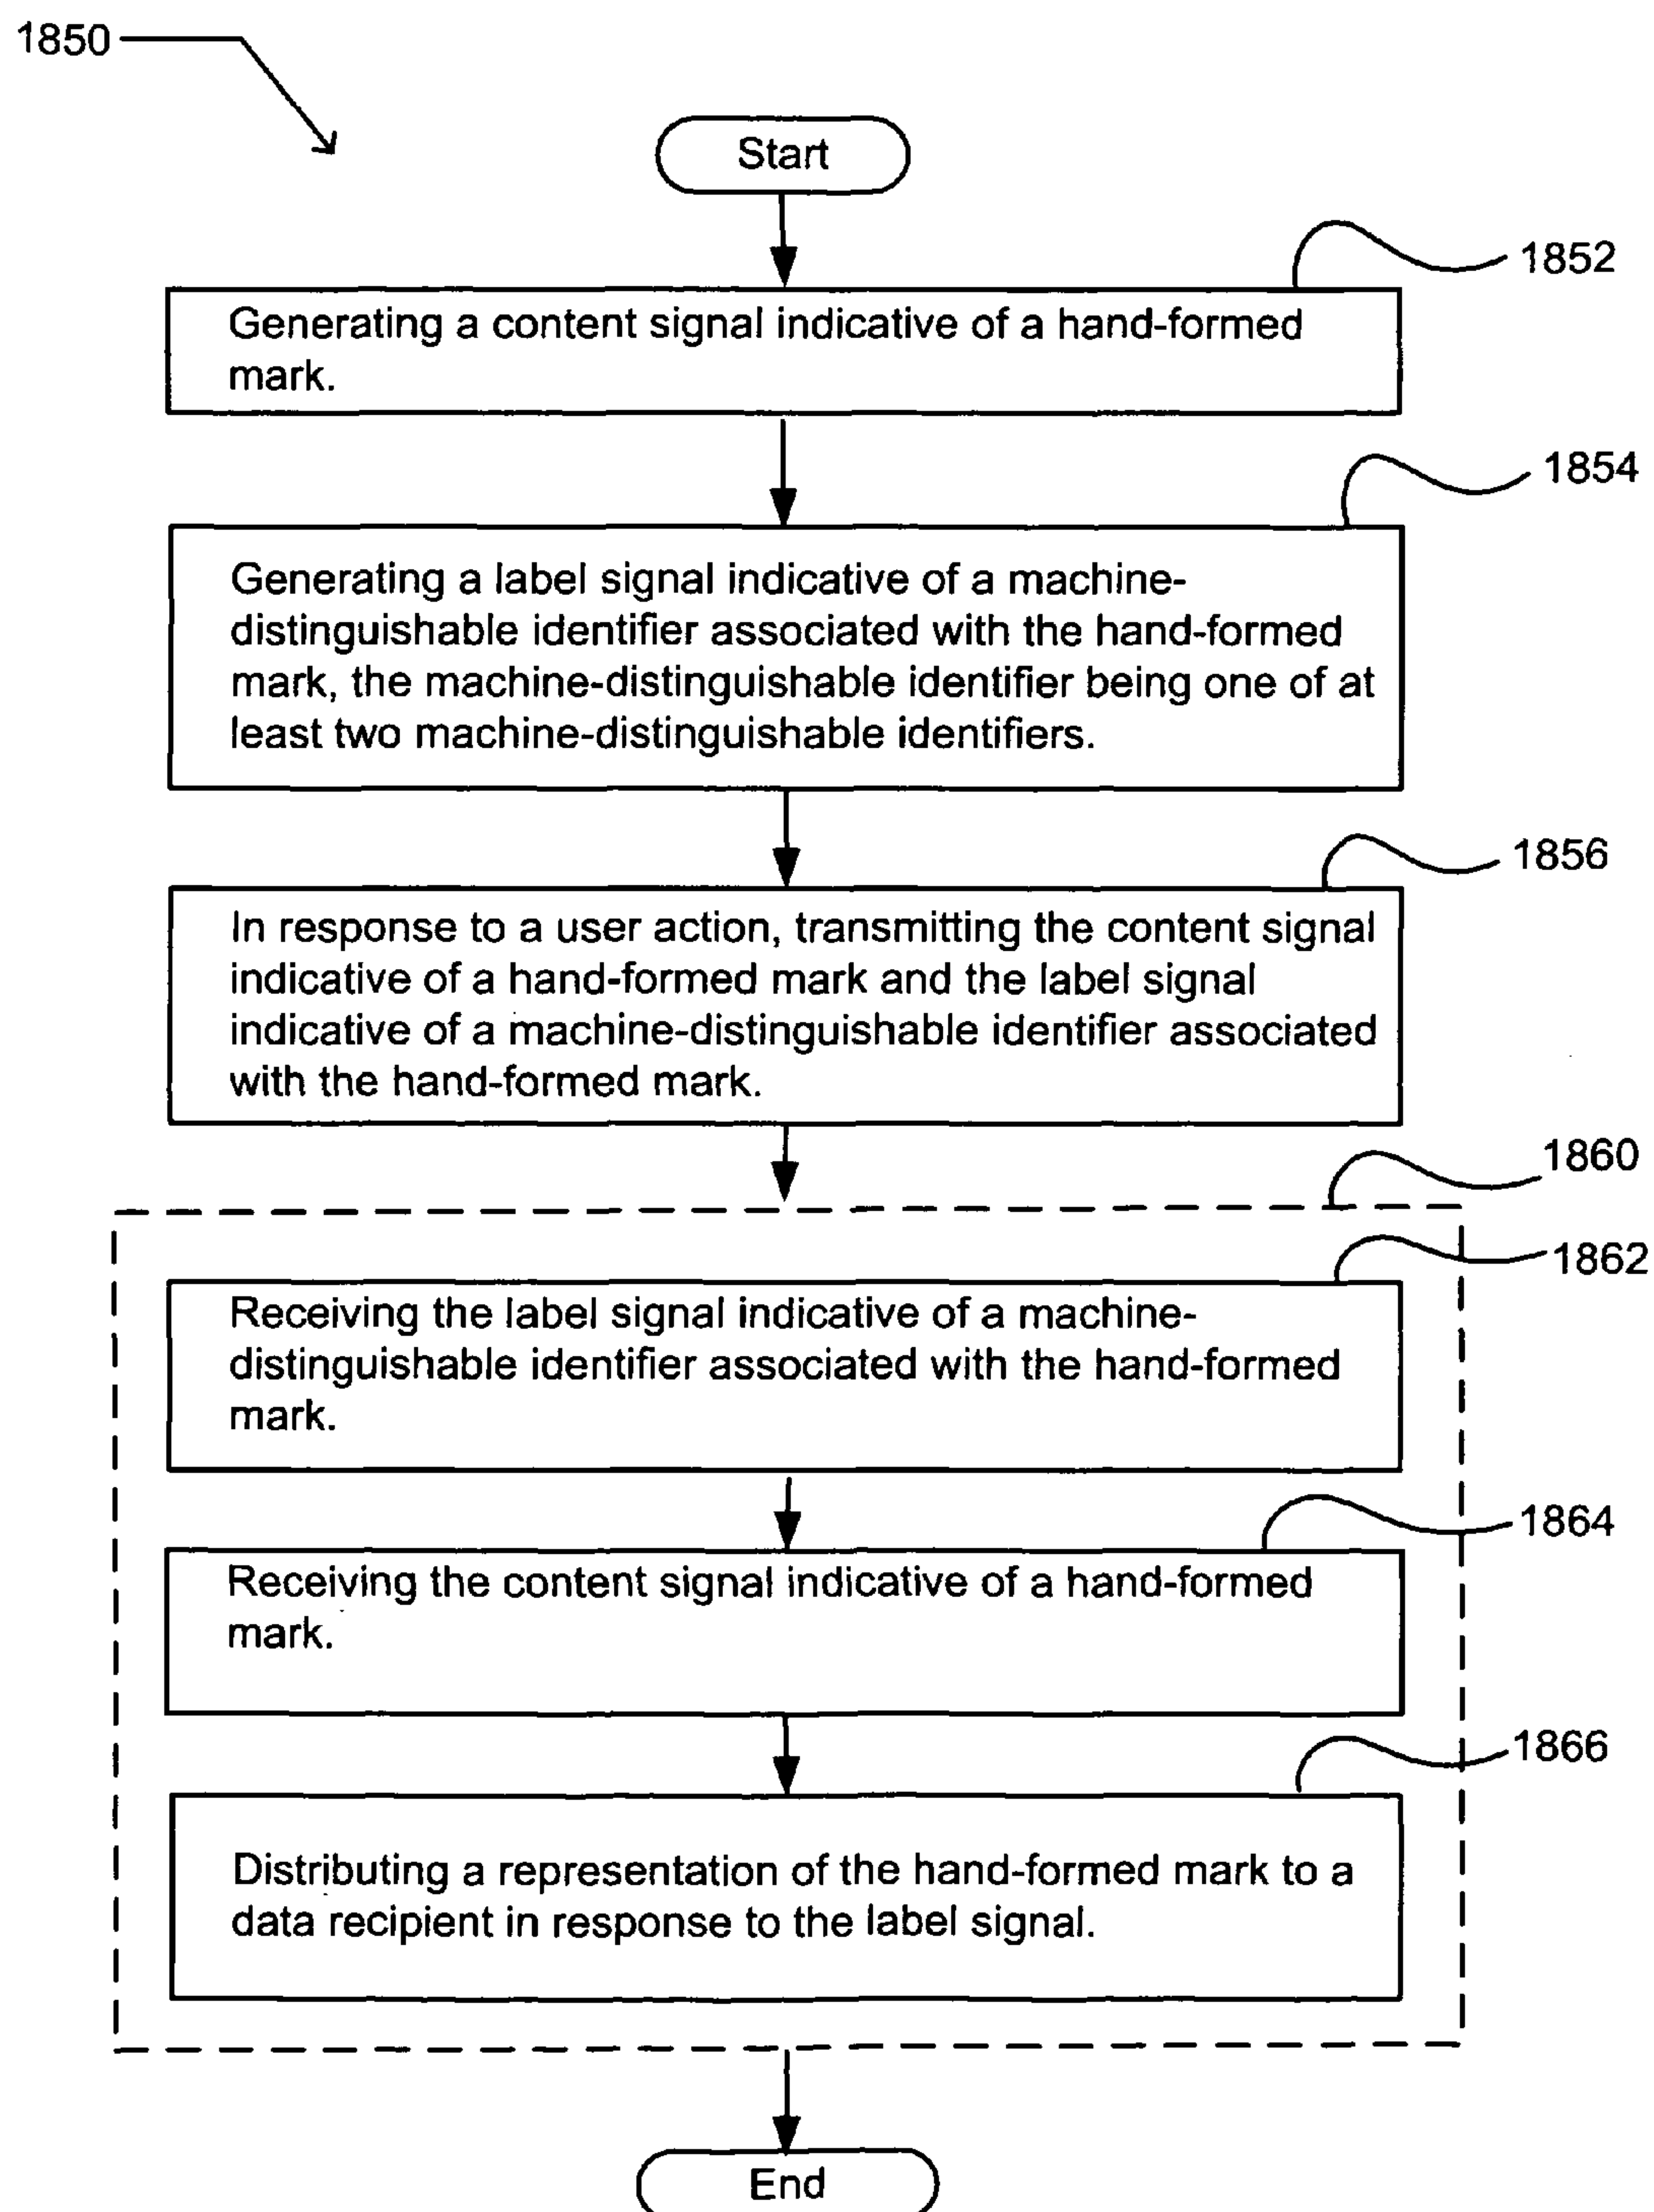 1850
Start
1852
Generating a content signal indicative of a hand-formed
mark.
1854
Generating a label signal indicative of a machine-
distinguishable identifier associated with the hand-formed
mark, the machine-distinguishable identifier being one of at
least two machine-distinguishable identifiers.
1856
In response to a user action, transmitting the content signal
indicative of a hand-formed mark and the label signal
indicative of a machine-distinguishable identifier associated
with the hand-formed mark.
1860
1862
Receiving the label signal indicative of a machine-
distinguishable identifier associated with the hand-formed
mark.
1864
Receiving the content signal indicative of a hand-formed
mark.
1866
Distributing a representation of the hand-formed mark to a
data recipient in response to the label signal.
End